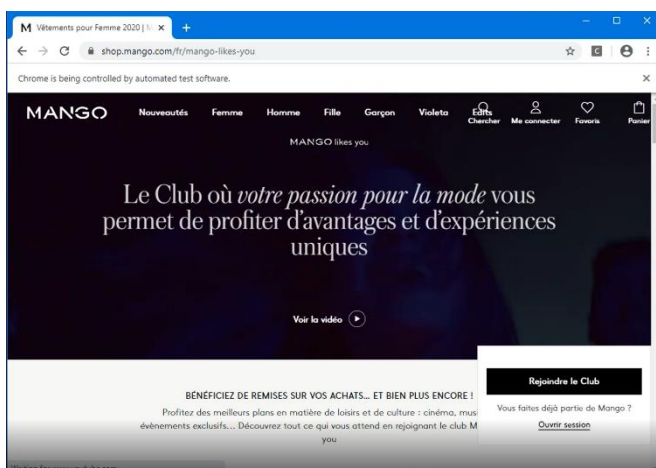 M Vêtements pour Femme 2020 |
shop.mango.com/fr/mango-likes-you
Chrome is being controlled by automated test software.
MANGO
Nouveautés Femme Homme Fille Garçon Violeta Edits
Chercher Me connecter Favoris Panier
MANGO likes you
Le Club où votre passion pour la mode vous
permet de profiter d'avantages et d'expériences
uniques
Voir la vidéo
BÉNÉFICIEZ DE REMISES SUR VOS ACHATS... ET BIEN PLUS ENCORE !
Profitez des meilleurs plans en matière de loisirs et de culture : cinéma, musi
évènements exclusifs... Découvrez tout ce qui vous attend en rejoignant le club M
you
Rejoindre le Club
Vous faites déjà partie de Mango ?
Ouvrir session